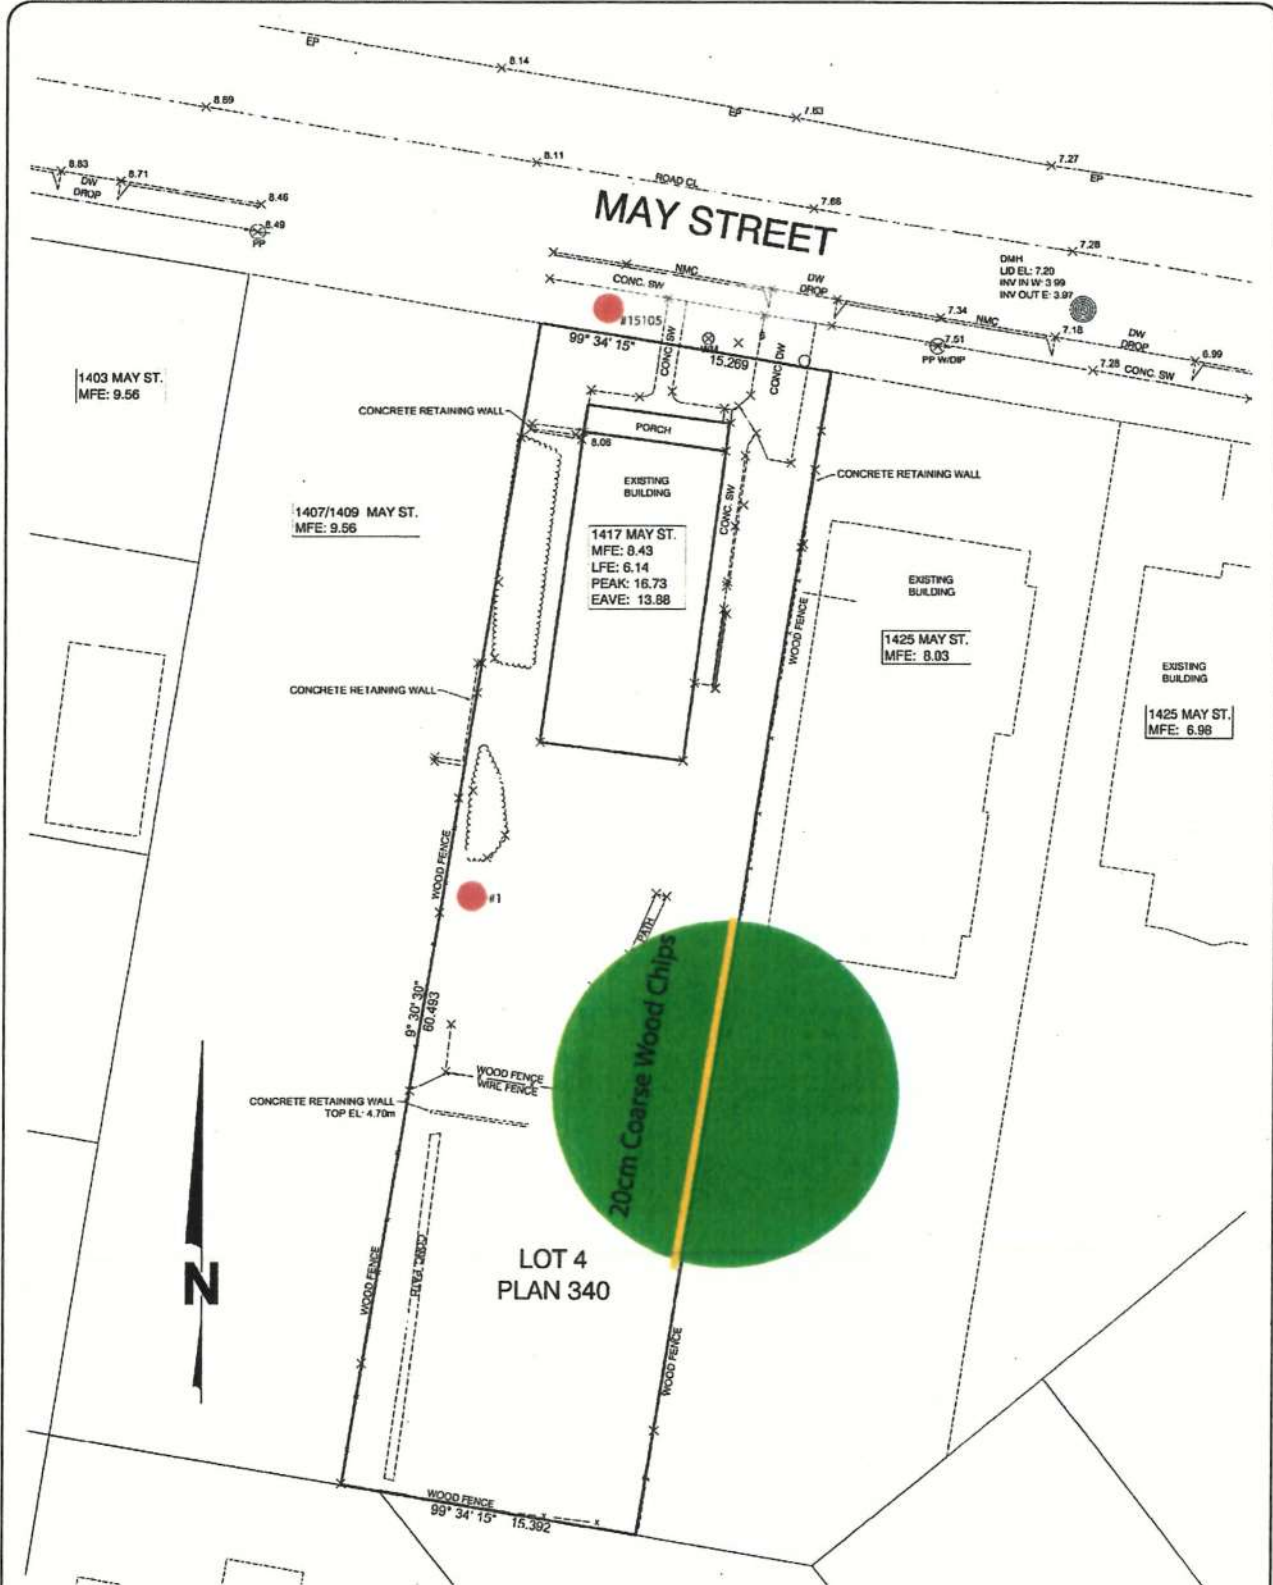 EP
8.14
8.69
EP
7.63
8.83
DW
DROP
8.71
8.11
ROAD CL
7.27
EP
8.46
8.49
PP
7.66
MAY STREET
7.28
DMH
LID EL: 7.20
INV IN W: 3.99
INV OUT E: 3.97
NMC
CONC. SW
DW
DROP
7.34
NMC
7.18
DW
DROP
6.99
#15105
99° 34' 15"
CONC. SW
WM
15.269
S
CONC. DW
7.51
PP W/DIP
7.28
CONC. SW
1403 MAY ST.
MFE: 9.56
CONCRETE RETAINING WALL
PORCH
8.06
CONCRETE RETAINING WALL
EXISTING
BUILDING
1407/1409 MAY ST.
MFE: 9.56
CONC. SW
1417 MAY ST.
MFE: 8.43
LFE: 6.14
PEAK: 16.73
EAVE: 13.88
WOOD FENCE
EXISTING
BUILDING
1425 MAY ST.
MFE: 8.03
EXISTING
BUILDING
1425 MAY ST.
MFE: 6.98
CONCRETE RETAINING WALL
WOOD FENCE
#1
PATH
20cm Coarse Wood Chips
9° 30' 30"
60.493
WOOD FENCE
WIRE FENCE
CONCRETE RETAINING WALL
TOP EL: 4.70m
CONC. PATH
WOOD FENCE
N
LOT 4
PLAN 340
WOOD FENCE
WOOD FENCE
99° 34' 15" 15.392